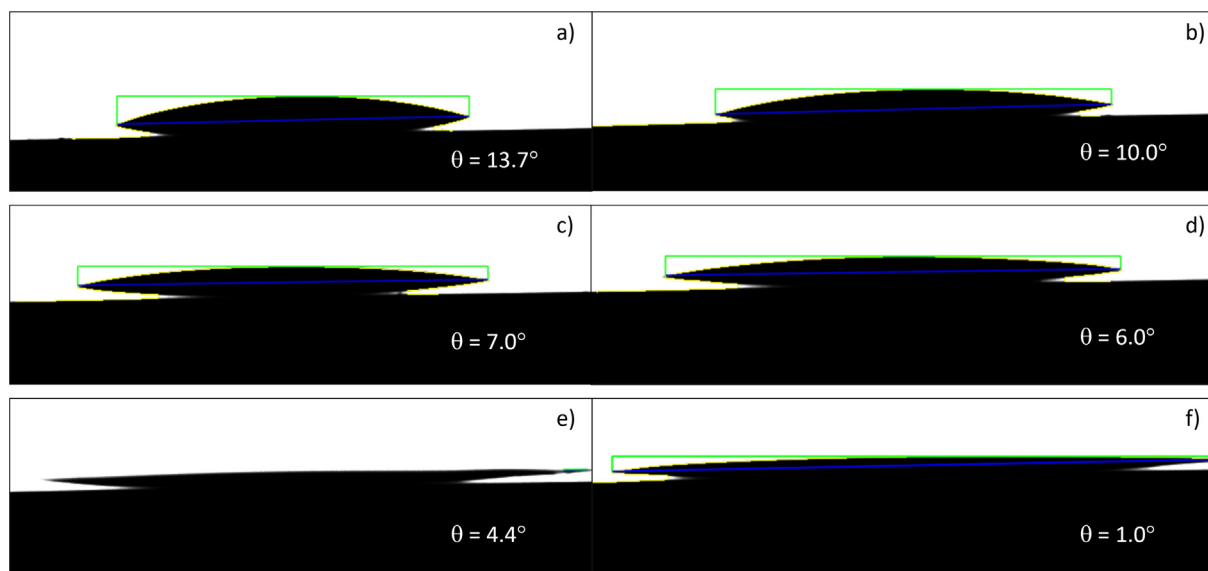 a)
θ = 13.7°
b)
θ = 10.0°
c)
θ = 7.0°
d)
θ = 6.0°
e)
θ = 4.4°
f)
θ = 1.0°